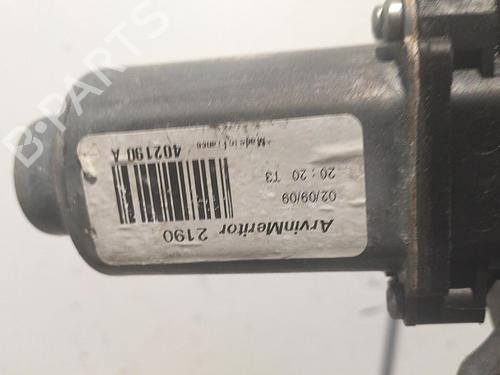 ArvinMeritor 2190
02/09/09
20:20 T3
402190 A
Made in France
B-PARTS